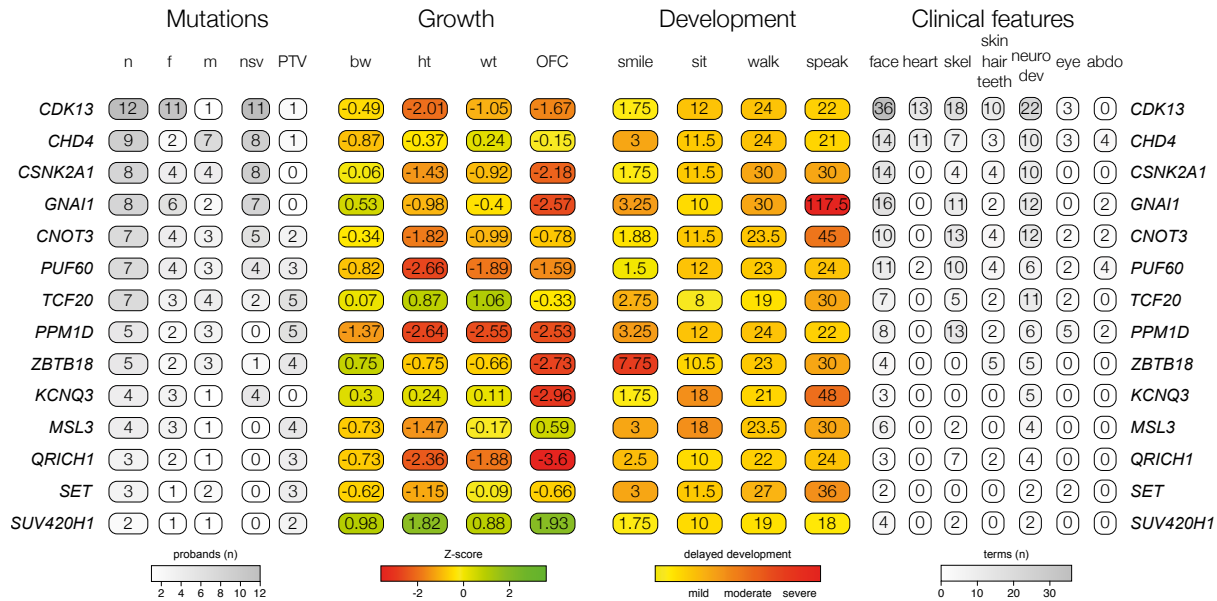 Mutations Growth Development Clinical features
n f m nsv PTV bw ht wt OFC smile sit walk speak face heart skel skin hair teeth neuro dev eye abdo
CDK13 12 11 1 11 1 -0.49 -2.01 -1.05 -1.67 1.75 12 24 22 36 13 18 10 22 3 0 CDK13
CHD4 9 2 7 8 1 -0.87 -0.37 0.24 -0.15 3 11.5 24 21 14 11 7 3 10 3 4 CHD4
CSNK2A1 8 4 4 8 0 -0.06 -1.43 -0.92 -2.18 1.75 11.5 30 30 14 0 4 4 10 0 0 CSNK2A1
GNAI1 8 6 2 7 0 0.53 -0.98 -0.4 -2.57 3.25 10 30 117.5 16 0 11 2 12 0 2 GNAI1
CNOT3 7 4 3 5 2 -0.34 -1.82 -0.99 -0.78 1.88 11.5 23.5 45 10 0 13 4 12 2 2 CNOT3
PUF60 7 4 3 4 3 -0.82 -2.66 -1.89 -1.59 1.5 12 23 24 11 2 10 4 6 2 4 PUF60
TCF20 7 3 4 2 5 0.07 0.87 1.06 -0.33 2.75 8 19 30 7 0 5 2 11 2 0 TCF20
PPM1D 5 2 3 0 5 -1.37 -2.64 -2.55 -2.53 3.25 12 24 22 8 0 13 2 6 5 2 PPM1D
ZBTB18 5 2 3 1 4 0.75 -0.75 -0.66 -2.73 7.75 10.5 23 30 4 0 0 5 5 0 0 ZBTB18
KCNQ3 4 3 1 4 0 0.3 0.24 0.11 -2.96 1.75 18 21 48 3 0 0 0 5 0 0 KCNQ3
MSL3 4 3 1 0 4 -0.73 -1.47 -0.17 0.59 3 18 23.5 30 6 0 2 0 4 0 0 MSL3
QRICH1 3 2 1 0 3 -0.73 -2.36 -1.88 -3.6 2.5 10 22 24 3 0 7 2 4 0 0 QRICH1
SET 3 1 2 0 3 -0.62 -1.15 -0.09 -0.66 3 11.5 27 36 2 0 0 0 2 2 0 SET
SUV420H1 2 1 1 0 2 0.98 1.82 0.88 1.93 1.75 10 19 18 4 0 2 0 2 0 0 SUV420H1
probands (n) Z-score delayed development terms (n)
2 4 6 8 10 12 -2 0 2 mild moderate severe 0 10 20 30